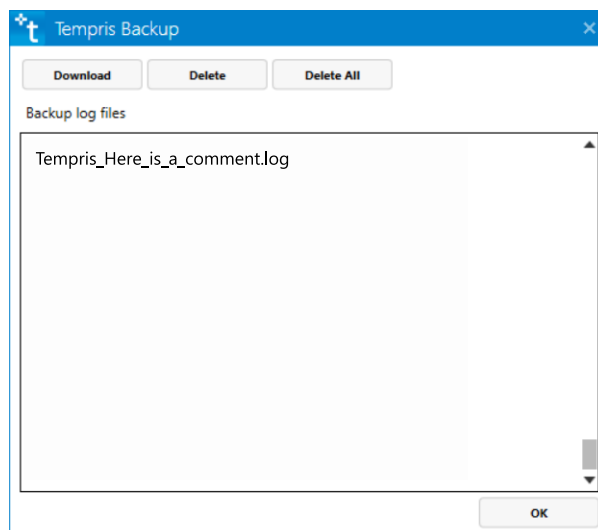 Tempris Backup
Download Delete Delete All
Backup log files
Tempris_Here_is_a_comment.log
OK